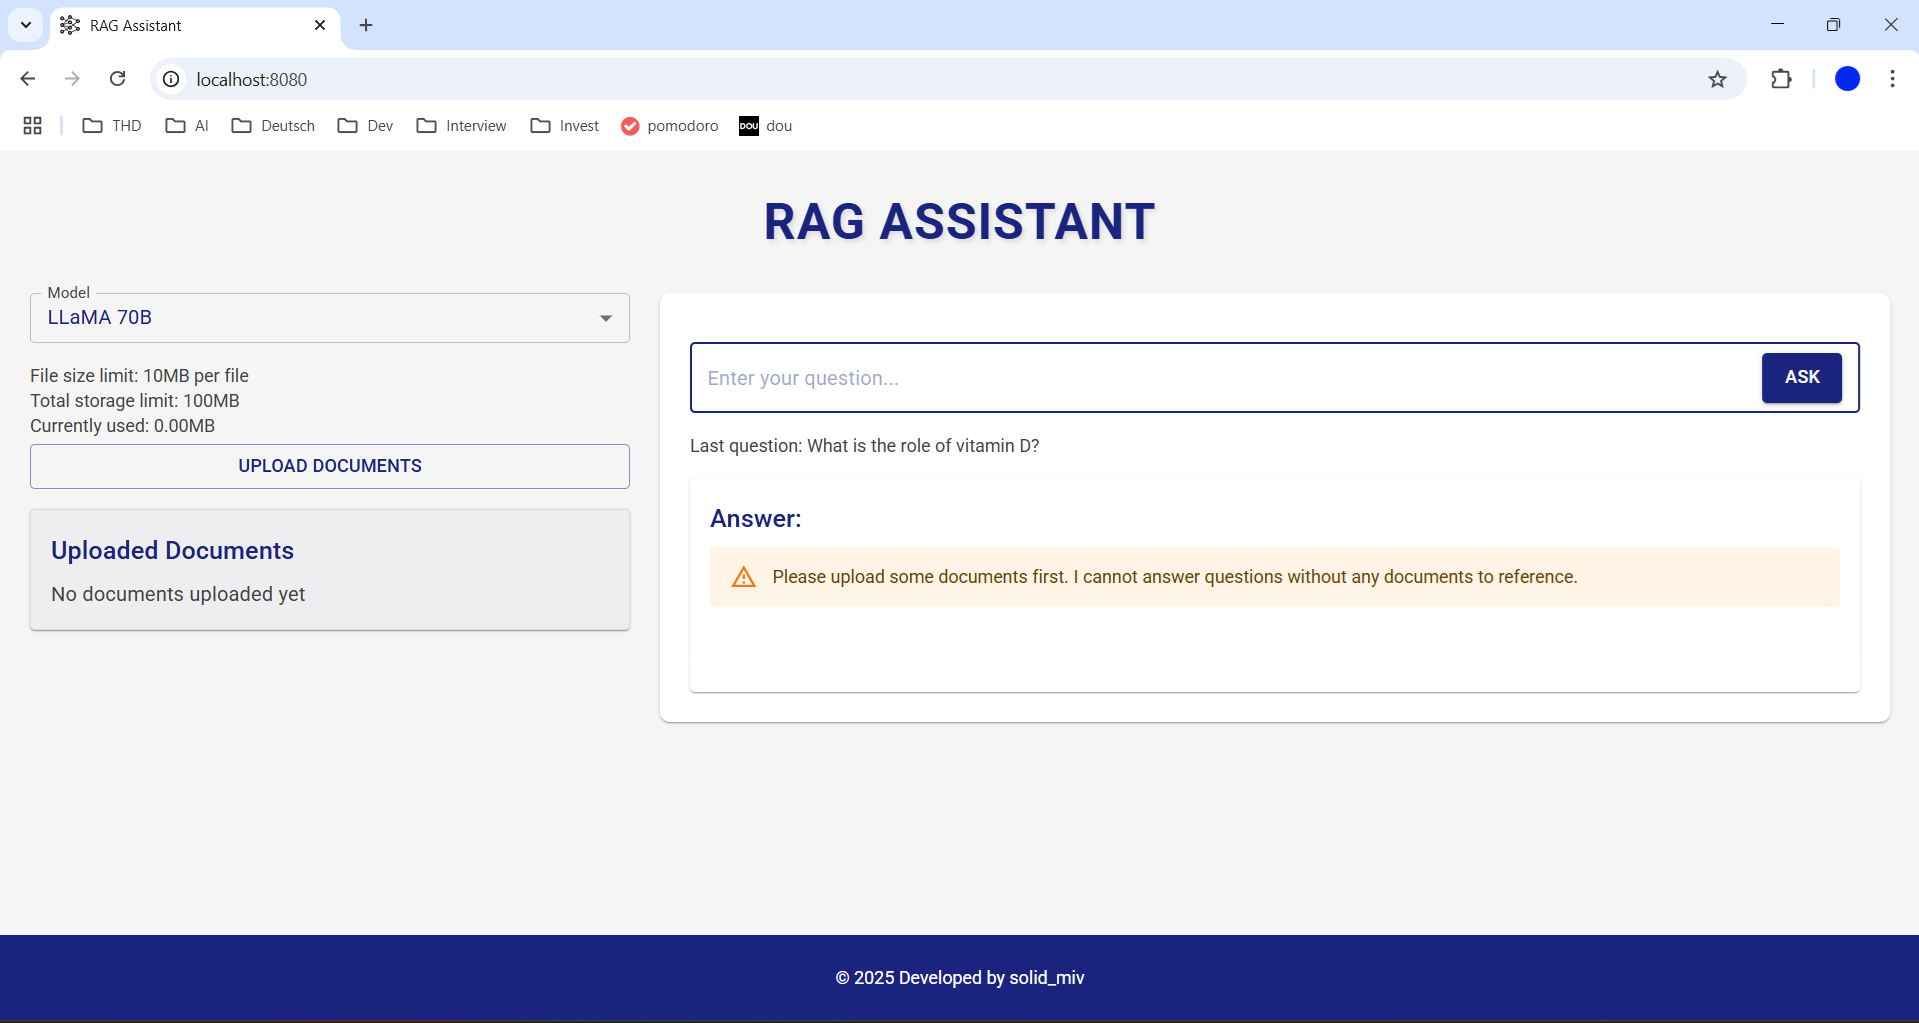 RAG Assistant
localhost:8080
THD
AI
Deutsch
Dev
Interview
Invest
pomodoro
DOU
dou
RAG ASSISTANT
Model
LLaMA 70B
File size limit: 10MB per file
Total storage limit: 100MB
Currently used: 0.00MB
UPLOAD DOCUMENTS
Uploaded Documents
No documents uploaded yet
Enter your question...
ASK
Last question: What is the role of vitamin D?
Answer:
Please upload some documents first. I cannot answer questions without any documents to reference.
© 2025 Developed by solid_miv